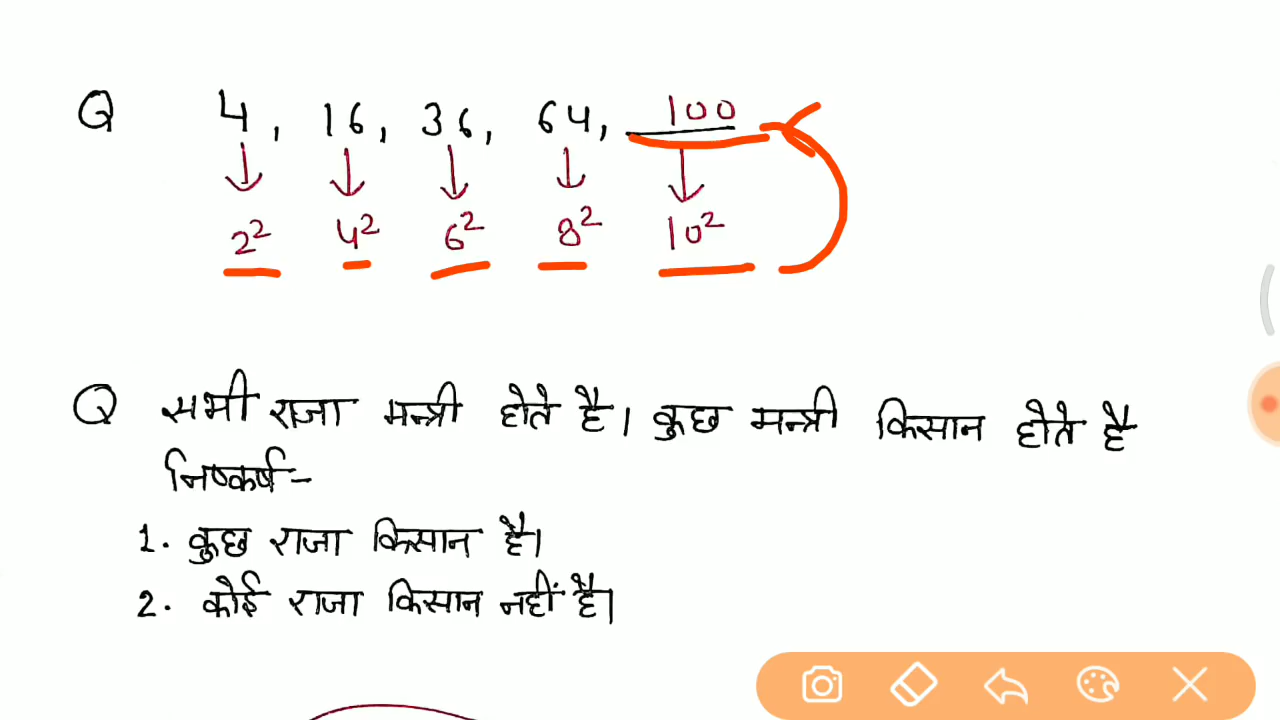 Q 4, 16, 36, 64, 100
2² 4² 6² 8² 10²
Q सभी राजा मन्त्री होते है। कुछ मन्त्री किसान होते है
निष्कर्ष-
1. कुछ राजा किसान है।
2. कोई राजा किसान नहीं है।